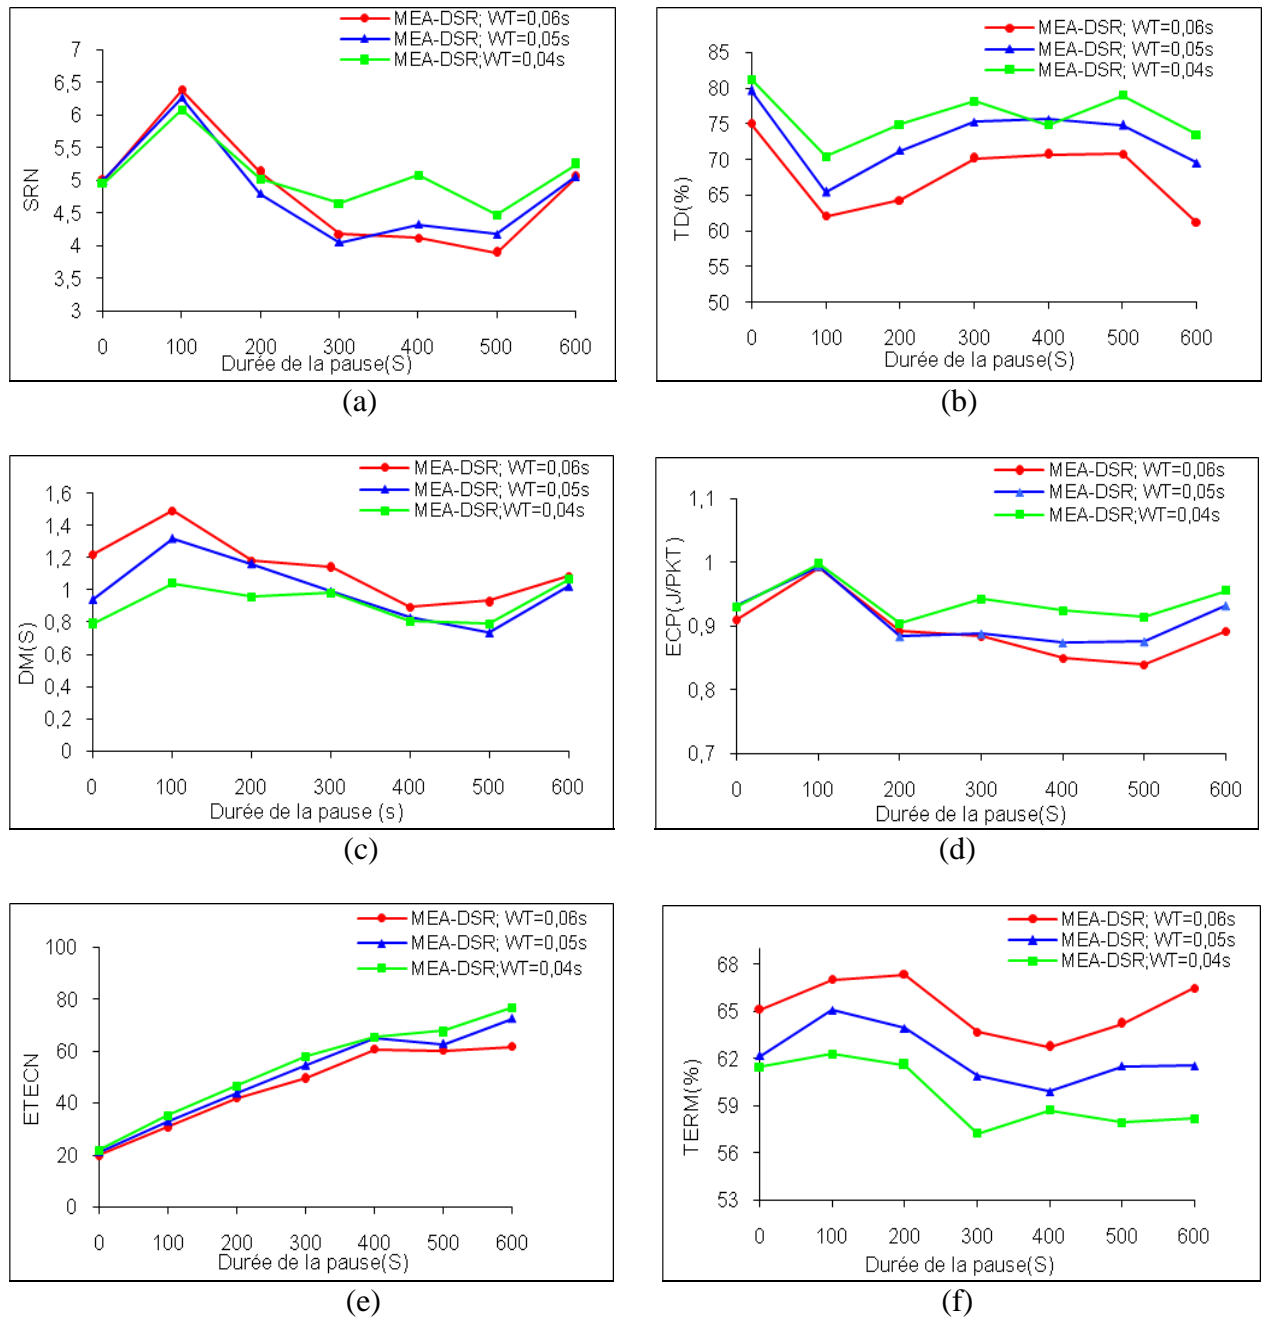 MEA-DSR; WT=0,06s
MEA-DSR; WT=0,05s
MEA-DSR;WT=0,04s
7
6,5
6
5,5
5
4,5
4
3,5
3
SRN
0 100 200 300 400 500 600
Durée de la pause(S)
(a)
MEA-DSR; WT=0,06s
MEA-DSR; WT=0,05s
MEA-DSR;WT=0,04s
85
80
75
70
65
60
55
50
TD(%)
0 100 200 300 400 500 600
Durée de la pause(S)
(b)
MEA-DSR; WT=0,06s
MEA-DSR; WT=0,05s
MEA-DSR;WT=0,04s
1,6
1,4
1,2
1
0,8
0,6
0,4
0,2
0
DM(S)
0 100 200 300 400 500 600
Durée de la pause (s)
(c)
MEA-DSR; WT=0,06s
MEA-DSR; WT=0,05s
MEA-DSR;WT=0,04s
1,1
1
0,9
0,8
0,7
ECP(J/PKT)
0 100 200 300 400 500 600
Durée de la pause(S)
(d)
MEA-DSR; WT=0,06s
MEA-DSR; WT=0,05s
MEA-DSR;WT=0,04s
100
80
60
40
20
0
ETECN
0 100 200 300 400 500 600
Durée de la pause(S)
(e)
MEA-DSR; WT=0,06s
MEA-DSR; WT=0,05s
MEA-DSR;WT=0,04s
68
65
62
59
56
53
TERM(%)
0 100 200 300 400 500 600
Durée de la pause(S)
(f)